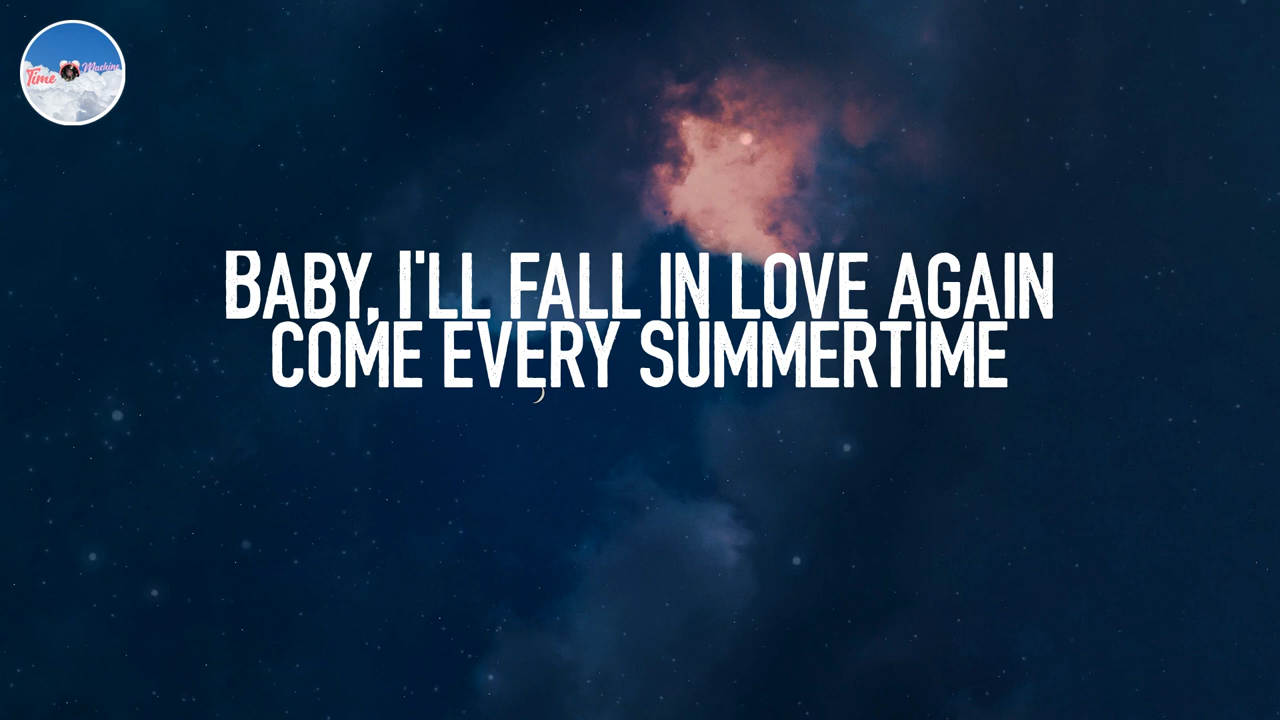 Time Machine
BABY, I'LL FALL IN LOVE AGAIN
COME EVERY SUMMERTIME